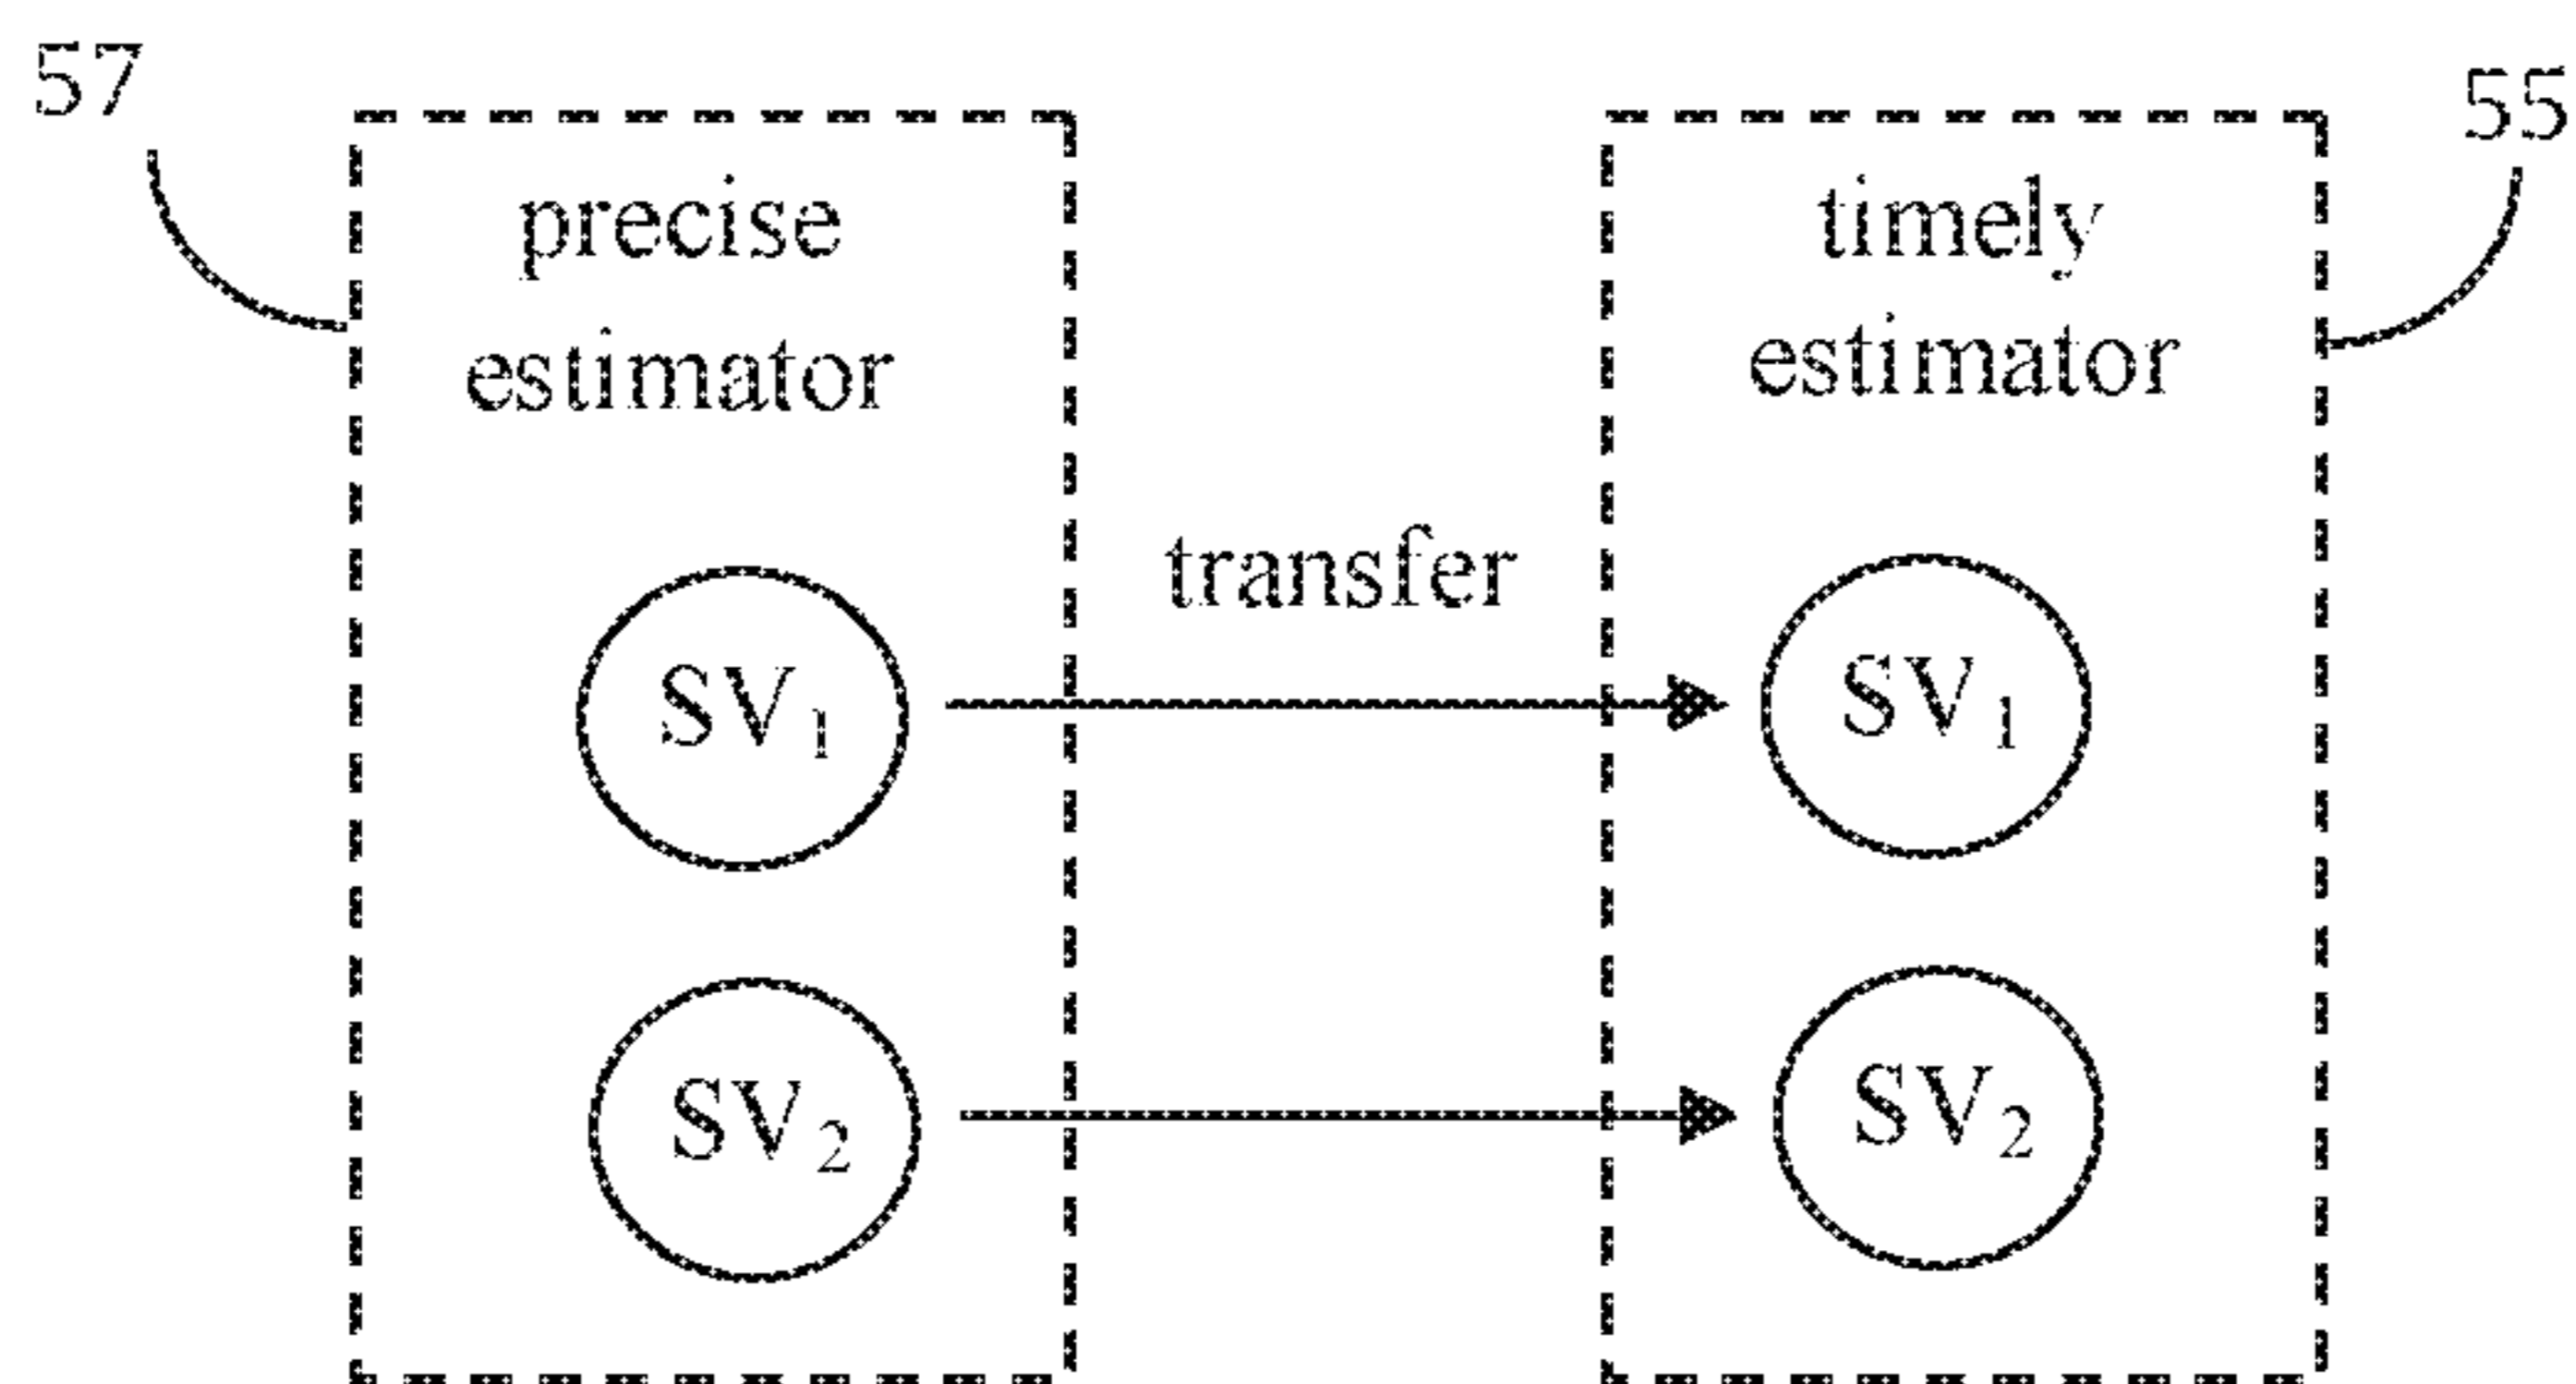 57
55
precise
estimator
timely
estimator
transfer
SV₁
SV₁
SV₂
SV₂